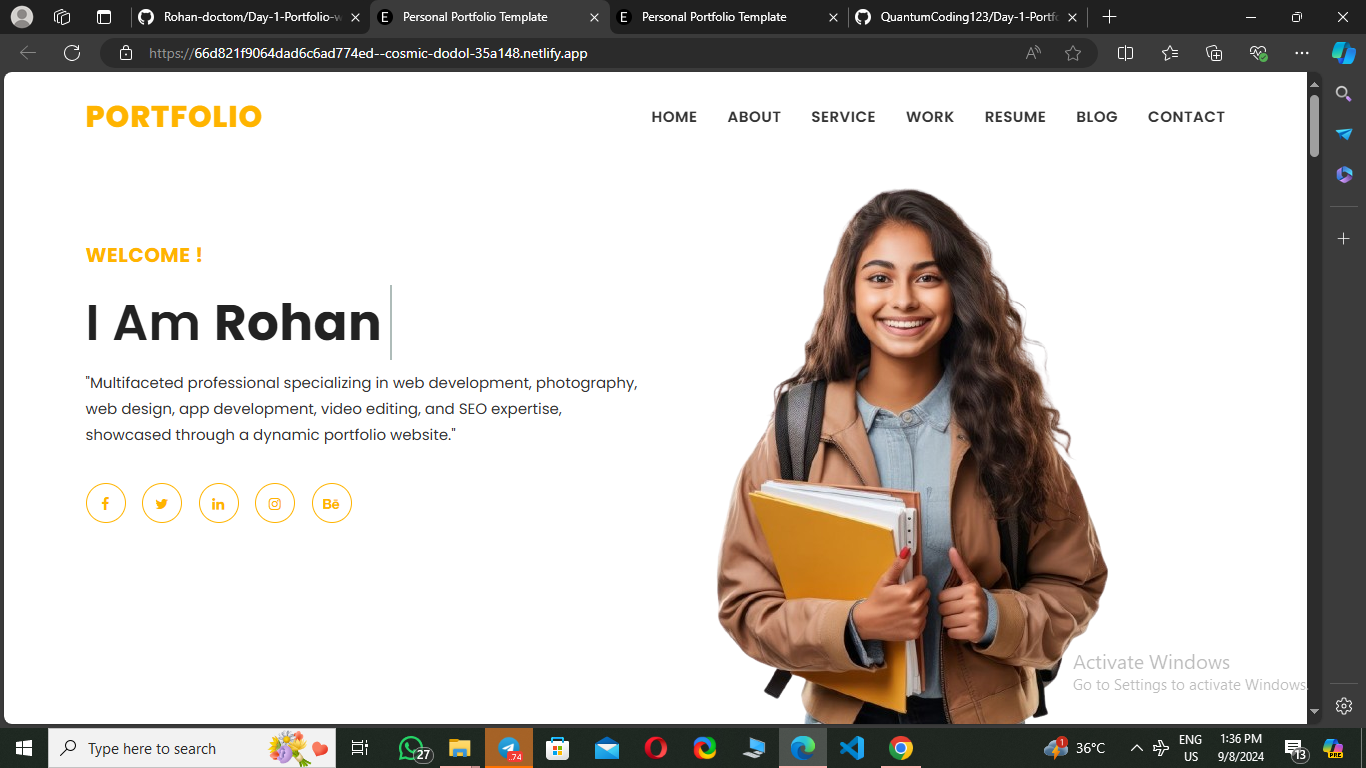 Rohan-doctom/Day-1-Portfolio-w
Personal Portfolio Template
Personal Portfolio Template
QuantumCoding123/Day-1-Portfo
https://66d821f9064dad6c6ad774ed--cosmic-dodol-35a148.netlify.app
PORTFOLIO
HOME ABOUT SERVICE WORK RESUME BLOG CONTACT
WELCOME !
I Am Rohan
"Multifaceted professional specializing in web development, photography,
web design, app development, video editing, and SEO expertise,
showcased through a dynamic portfolio website."
Bē
Activate Windows
Go to Settings to activate Windows.
Type here to search
27
.74
1
36°C
ENG
US
1:36 PM
9/8/2024
13
PRE